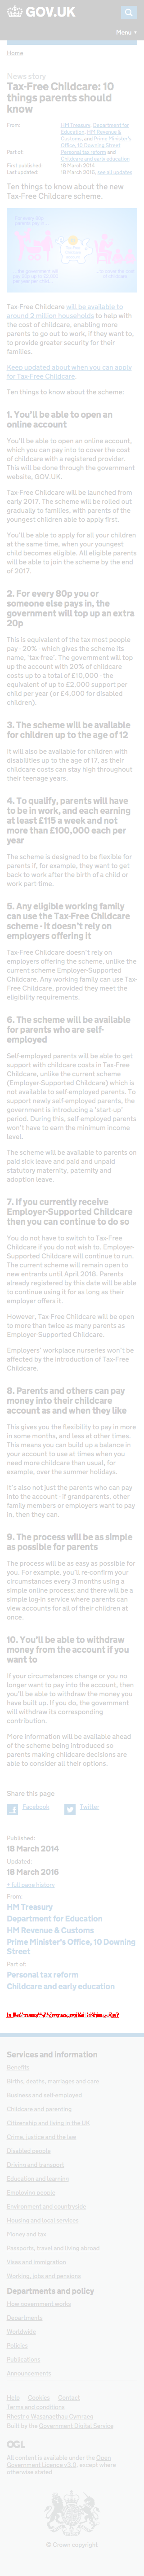 GOV.UK
Menu
Home
News story
Tax-Free Childcare: 10
things parents should
know
From:
HM Treasury, Department for
Education, HM Revenue &
Customs, and Prime Minister's
Office, 10 Downing Street
Part of:
Personal tax reform and
Childcare and early education
First published:
18 March 2014
Last updated:
18 March 2016, see all updates
Ten things to know about the new
Tax-Free Childcare scheme.
Tax-Free Childcare will be available to
around 2 million households to help with
the cost of childcare, enabling more
parents to go out to work, if they want to,
to provide greater security for their
families.
Keep updated about when you can apply
for Tax-Free Childcare.
Ten things to know about the scheme:
1. You'll be able to open an
online account
You'll be able to open an online account,
which you can pay into to cover the cost
of childcare with a registered provider.
This will be done through the government
website, GOV.UK.
Tax-Free Childcare will be launched from
early 2017. The scheme will be rolled out
gradually to families, with parents of the
youngest children able to apply first.
You'll be able to apply for all your children
at the same time, when your youngest
child becomes eligible. All eligible parents
will be able to join the scheme by the end
of 2017.
2. For every 80p you or
someone else pays in, the
government will top up an extra
20p
This is equivalent of the tax most people
pay - 20% - which gives the scheme its
name, 'tax-free'. The government will top
up the account with 20% of childcare
costs up to a total of £10,000 - the
equivalent of up to £2,000 support per
child per year (or £4,000 for disabled
children).
3. The scheme will be available
for children up to the age of 12
It will also be available for children with
disabilities up to the age of 17, as their
childcare costs can stay high throughout
their teenage years.
4. To qualify, parents will have
to be in work, and each earning
at least £115 a week and not
more than £100,000 each per
year
The scheme is designed to be flexible for
parents if, for example, they want to get
back to work after the birth of a child or
work part-time.
5. Any eligible working family
can use the Tax-Free Childcare
scheme - it doesn't rely on
employers offering it
Tax-Free Childcare doesn't rely on
employers offering the scheme, unlike the
current scheme Employer-Supported
Childcare. Any working family can use Tax-
Free Childcare, provided they meet the
eligibility requirements.
6. The scheme will be available
for parents who are self-
employed
Self-employed parents will be able to get
support with childcare costs in Tax-Free
Childcare, unlike the current scheme
(Employer-Supported Childcare) which is
not available to self-employed parents. To
support newly self-employed parents, the
government is introducing a 'start-up'
period. During this, self-employed parents
won't have to earn the minimum income
level.
The scheme will also be available to parents on
paid sick leave and paid and unpaid
statutory maternity, paternity and
adoption leave.
7. If you currently receive
Employer-Supported Childcare
then you can continue to do so
You do not have to switch to Tax-Free
Childcare if you do not wish to. Employer-
Supported Childcare will continue to run.
The current scheme will remain open to
new entrants until April 2018. Parents
already registered by this date will be able
to continue using it for as long as their
employer offers it.
However, Tax-Free Childcare will be open
to more than twice as many parents as
Employer-Supported Childcare.
Employers' workplace nurseries won't be
affected by the introduction of Tax-Free
Childcare.
8. Parents and others can pay
money into their childcare
account as and when they like
This gives you the flexibility to pay in more
in some months, and less at other times.
This means you can build up a balance in
your account to use at times when you
need more childcare than usual, for
example, over the summer holidays.
It's also not just the parents who can pay
into the account - if grandparents, other
family members or employers want to pay
in, then they can.
9. The process will be as simple
as possible for parents
The process will be as easy as possible for
you. For example, you'll re-confirm your
circumstances every 3 months using a
simple online process; and there will be a
simple log-in service where parents can
view accounts for all of their children at
once.
10. You'll be able to withdraw
money from the account if you
want to
If your circumstances change or you no
longer want to pay into the account, then
you'll be able to withdraw the money you
have built up. If you do, the government
will withdraw its corresponding
contribution.
More information will be available ahead
of the scheme being introduced so that
parents making childcare decisions are
able to consider all their options.
Share this page
Facebook
Twitter
Published:
18 March 2014
Updated:
18 March 2016
+ full page history
From:
HM Treasury
Department for Education
HM Revenue & Customs
Prime Minister's Office, 10 Downing
Street
Part of:
Personal tax reform
Childcare and early education
Services and information
Benefits
Births, deaths, marriages and care
Business and self-employed
Childcare and parenting
Citizenship and living in the UK
Crime, justice and the law
Disabled people
Driving and transport
Education and learning
Employing people
Environment and countryside
Housing and local services
Money and tax
Passports, travel and living abroad
Visas and immigration
Working, jobs and pensions
Departments and policy
How government works
Departments
Worldwide
Policies
Publications
Announcements
Help Cookies Contact
Terms and conditions
Rhestr o Wasanaethau Cymraeg
Built by the Government Digital Service
OGL
All content is available under the Open
Government Licence v3.0, except where
otherwise stated
© Crown copyright